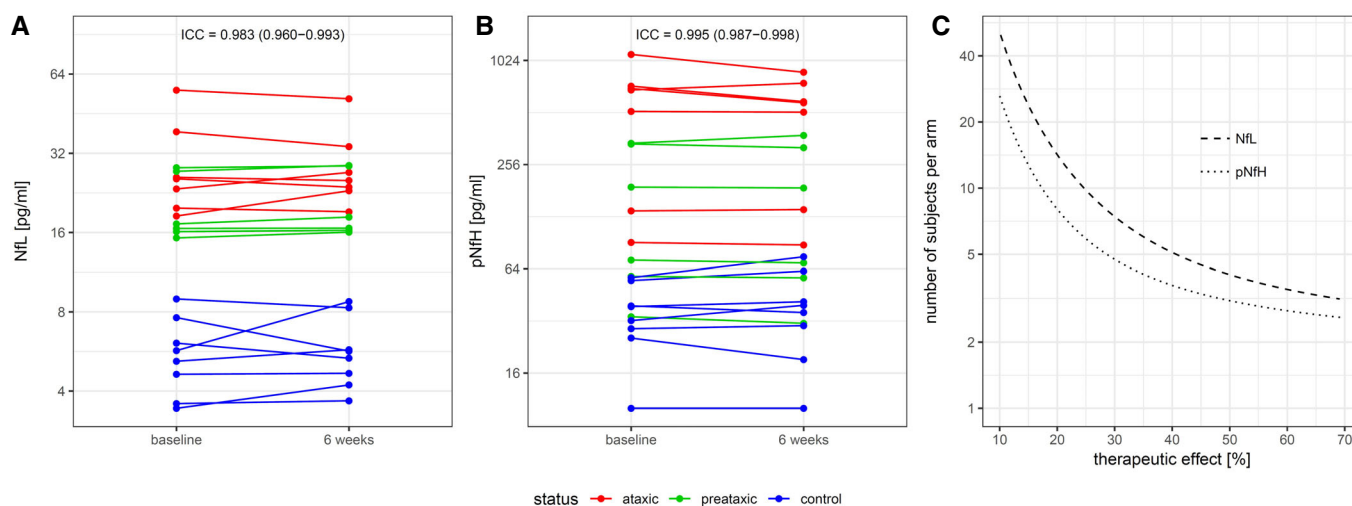 A
ICC = 0.983 (0.960−0.993)
NfL [pg/ml]
64
32
16
8
4
baseline
6 weeks
B
ICC = 0.995 (0.987−0.998)
pNfH [pg/ml]
1024
256
64
16
baseline
6 weeks
C
number of subjects per arm
40
20
10
5
2
1
NfL
pNfH
10
20
30
40
50
60
70
therapeutic effect [%]
status ataxic preataxic control